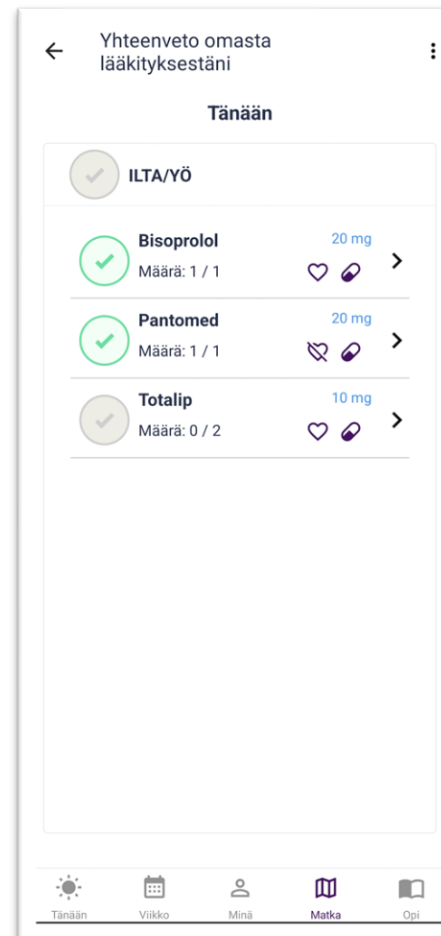 Yhteenveto omasta
lääkityksestäni
Tänään
ILTA/YÖ
Bisoprolol
20 mg
Määrä: 1 / 1
Pantomed
20 mg
Määrä: 1 / 1
Totalip
10 mg
Määrä: 0 / 2
Tänään Viikko Minä Matka Opi